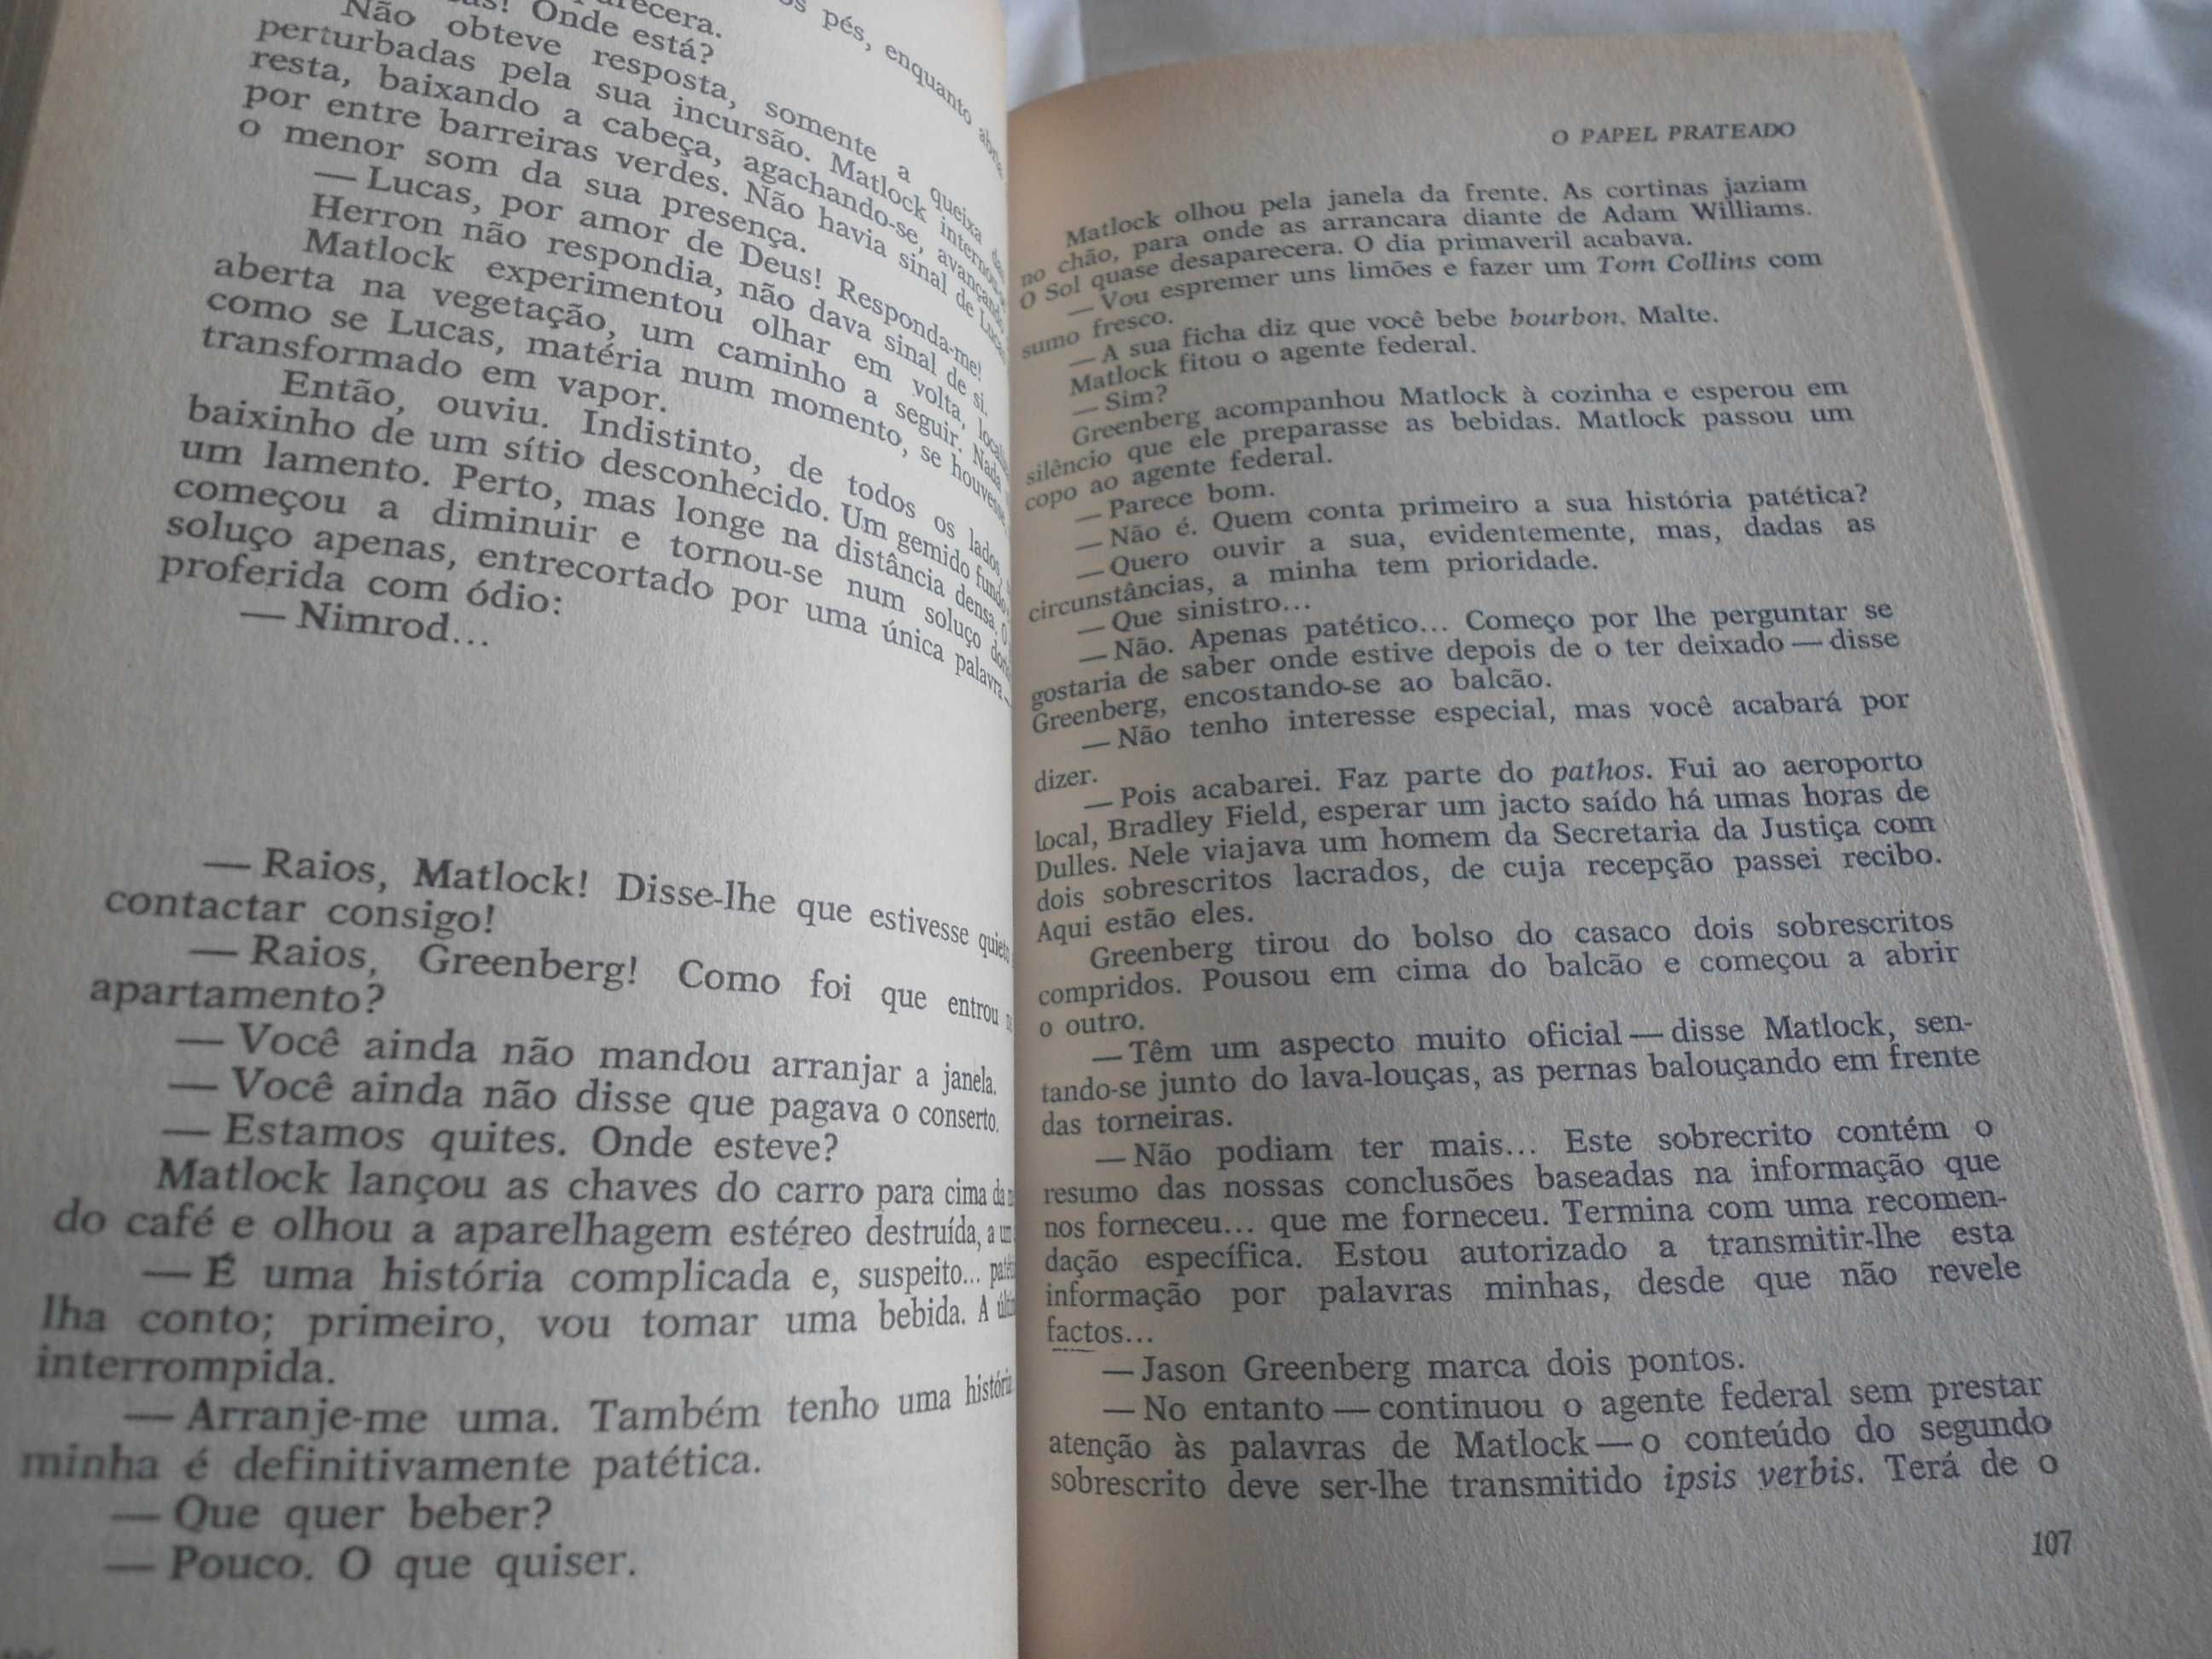 pés, enquanto
Onde está?
Não obteve resposta, somente a queixa das
perturbadas pela sua incursão. Matlock
resta, baixando a cabeça, agachando-se, avançando
por entre barreiras verdes. Não havia sinal de
o menor som da sua presença.
— Lucas, por amor de Deus! Responda-me!
Herron não respondia, não dava sinal de si.
Matlock experimentou olhar em volta,
aberta na vegetação, um caminho a seguir. Nada
como se Lucas, matéria num momento, se houvesse
transformado em vapor.
Então, ouviu. Indistinto, de todos os lados,
baixinho de um sítio desconhecido. Um gemido fundo,
um lamento. Perto, mas longe na distância densa.
começou a diminuir e tornou-se num soluço
soluço apenas, entrecortado por uma única palavra
proferida com ódio:
— Nimrod...
— Raios, Matlock! Disse-lhe que estivesse
contactar consigo!
— Raios, Greenberg! Como foi que entrou
apartamento?
— Você ainda não mandou arranjar a janela.
— Você ainda não disse que pagava o conserto.
— Estamos quites. Onde esteve?
Matlock lançou as chaves do carro para cima da
do café e olhou a aparelhagem estéreo destruída, a
— É uma história complicada e, suspeito...
lha conto; primeiro, vou tomar uma bebida. A
interrompida.
— Arranje-me uma. Também tenho uma história
minha é definitivamente patética.
— Que quer beber?
— Pouco. O que quiser.
O PAPEL PRATEADO
Matlock olhou pela janela da frente. As cortinas jaziam
no chão, para onde as arrancara diante de Adam Williams.
O Sol quase desaparecera. O dia primaveril acabava.
— Vou espremer uns limões e fazer um Tom Collins com
sumo fresco.
— A sua ficha diz que você bebe bourbon. Malte.
Matlock fitou o agente federal.
— Sim?
Greenberg acompanhou Matlock à cozinha e esperou em
silêncio que ele preparasse as bebidas. Matlock passou um
copo ao agente federal.
— Parece bom.
— Não é. Quem conta primeiro a sua história patética?
— Quero ouvir a sua, evidentemente, mas, dadas as
circunstâncias, a minha tem prioridade.
— Que sinistro...
— Não. Apenas patético... Começo por lhe perguntar se
gostaria de saber onde estive depois de o ter deixado — disse
Greenberg, encostando-se ao balcão.
— Não tenho interesse especial, mas você acabará por
dizer.
— Pois acabarei. Faz parte do pathos. Fui ao aeroporto
local, Bradley Field, esperar um jacto saído há umas horas de
Dulles. Nele viajava um homem da Secretaria da Justiça com
dois sobrescritos lacrados, de cuja recepção passei recibo.
Aqui estão eles.
Greenberg tirou do bolso do casaco dois sobrescritos
compridos. Pousou em cima do balcão e começou a abrir
o outro.
— Têm um aspecto muito oficial — disse Matlock, sen-
tando-se junto do lava-louças, as pernas balouçando em frente
das torneiras.
— Não podiam ter mais... Este sobrecrito contém o
resumo das nossas conclusões baseadas na informação que
nos forneceu... que me forneceu. Termina com uma recomen-
dação específica. Estou autorizado a transmitir-lhe esta
informação por palavras minhas, desde que não revele
factos...
— Jason Greenberg marca dois pontos.
— No entanto — continuou o agente federal sem prestar
atenção às palavras de Matlock — o conteúdo do segundo
sobrescrito deve ser-lhe transmitido ipsis verbis. Terá de o
107